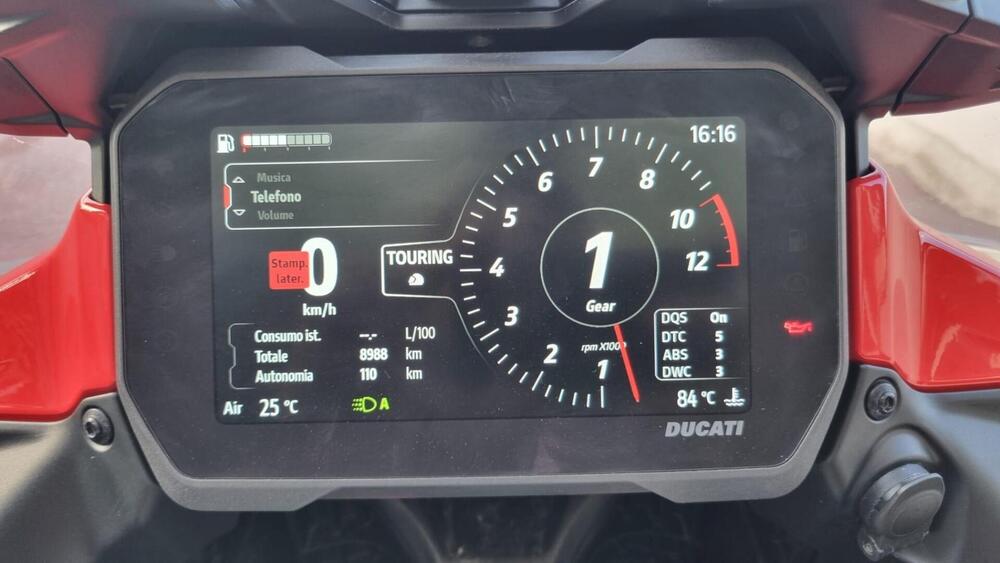 16:16
Musica
Telefono
Volume
Stamp.
later.
0
km/h
TOURING
1
Gear
1
2
3
4
5
6
7
8
10
12
rpm X1000
Consumo ist. --.- L/100
Totale 8988 km
Autonomia 110 km
DQS On
DTC 5
ABS 3
DWC 3
Air 25 °C
A
84 °C
DUCATI